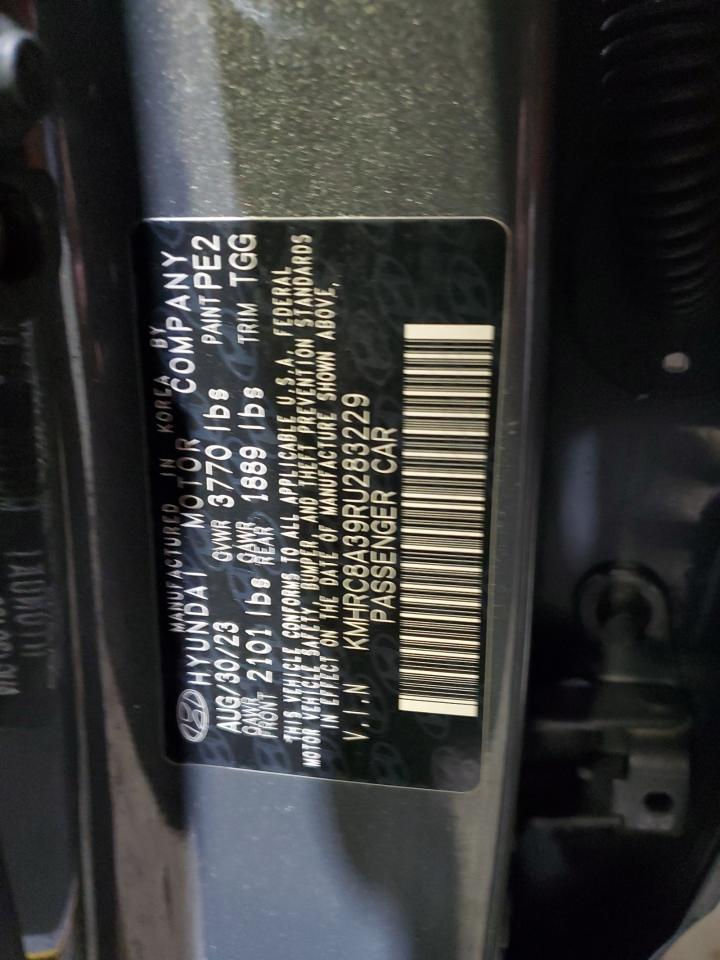 MANUFACTURED IN KOREA BY
HYUNDAI MOTOR COMPANY
AUG/30/23 GVWR 3770 lbs PAINT PE2
GAWR FRONT 2101 lbs GAWR REAR 1889 lbs TRIM TGG
THIS VEHICLE CONFORMS TO ALL APPLICABLE U.S.A. FEDERAL
MOTOR VEHICLE SAFETY, BUMPER, AND THEFT PREVENTION STANDARDS
IN EFFECT ON THE DATE OF MANUFACTURE SHOWN ABOVE.
V.I.N KMHRC8A39RU283229
PASSENGER CAR